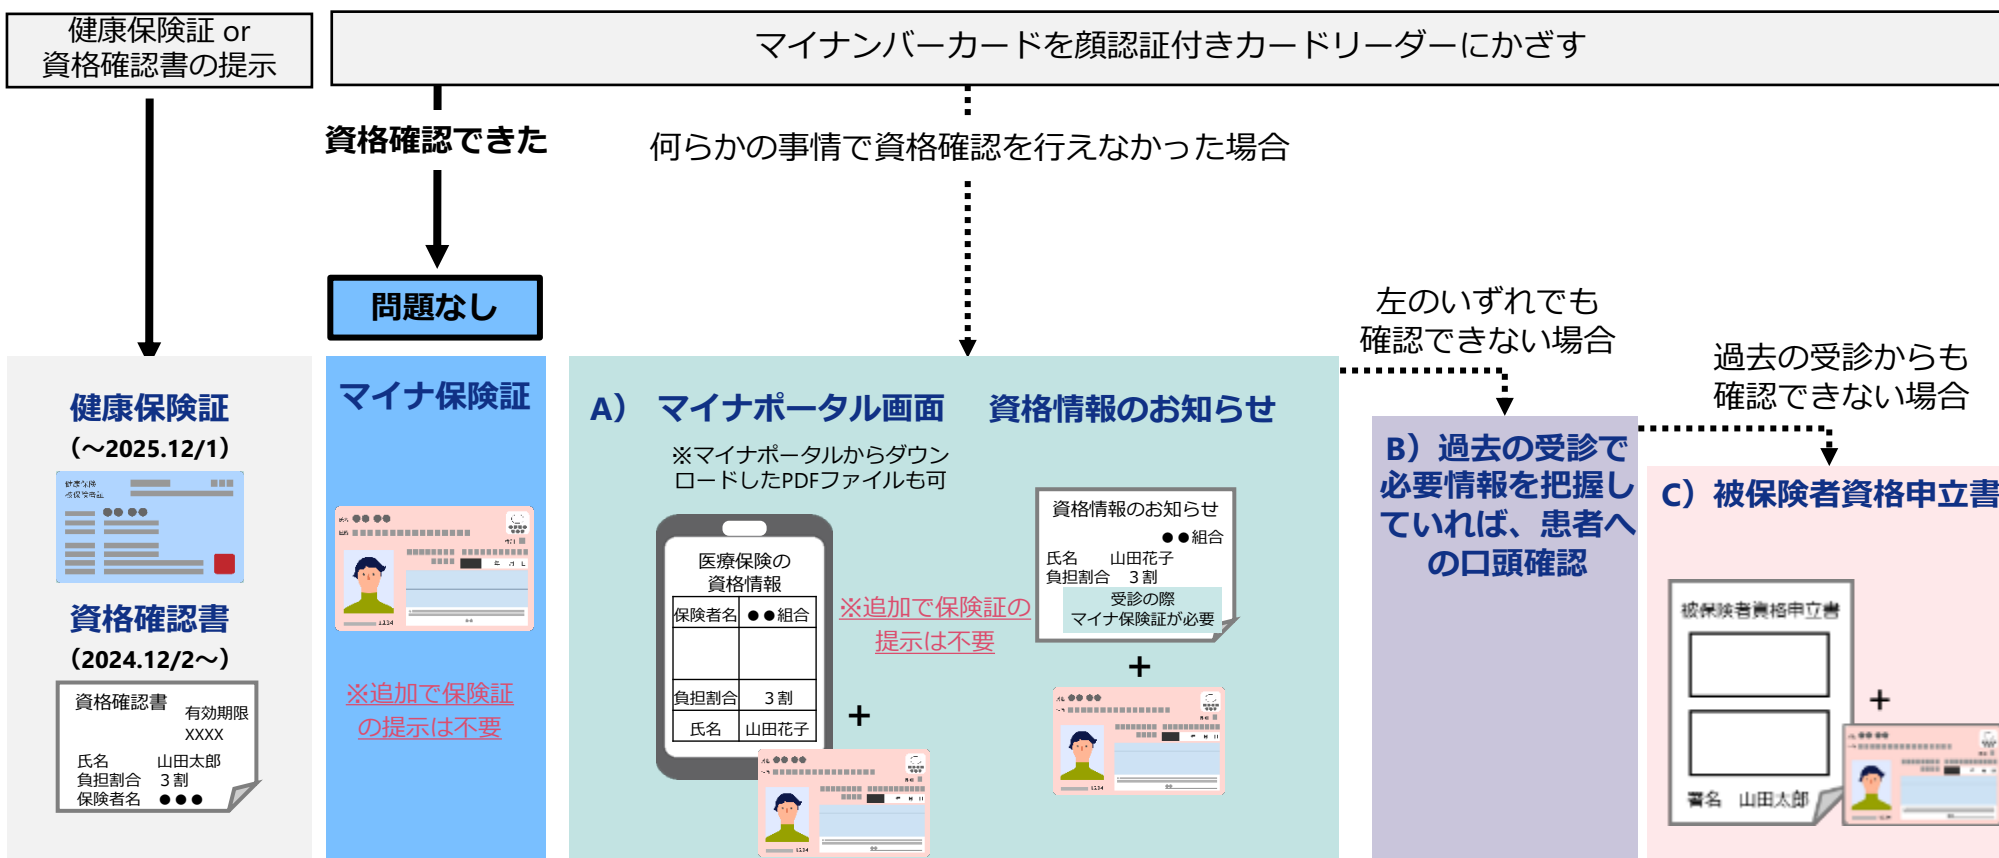 健康保険証 or
資格確認書の提示
マイナンバーカードを顔認証付きカードリーダーにかざす
資格確認できた
何らかの事情で資格確認を行えなかった場合
問題なし
左のいずれでも
確認できない場合
過去の受診からも
確認できない場合
健康保険証
(～2025.12/1)
健康保険
被保険者証
資格確認書
(2024.12/2～)
資格確認書
有効期限
XXXX
氏名 山田太郎
負担割合 3割
保険者名 ●●●
マイナ保険証
氏名
住所
1234
※追加で保険証
の提示は不要
A） マイナポータル画面
※マイナポータルからダウン
ロードしたPDFファイルも可
医療保険の
資格情報
保険者名 ●●組合
負担割合 3割
氏名 山田花子
+
1234
※追加で保険証の
提示は不要
資格情報のお知らせ
資格情報のお知らせ
●●組合
氏名 山田花子
負担割合 3割
受診の際
マイナ保険証が必要
+
1234
B）過去の受診で
必要情報を把握し
ていれば、患者へ
の口頭確認
C）被保険者資格申立書
被保険者資格申立書
署名 山田太郎
+